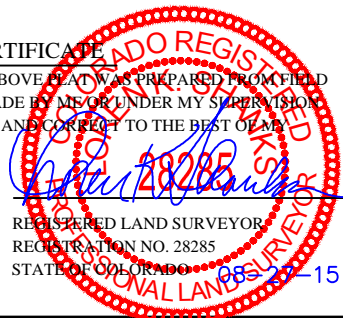 RTIFICATE
BOVE PLAT WAS PREPARED FROM FIELD
ADE BY ME OR UNDER MY SUPERVISION
AND CORRECT TO THE BEST OF MY
COLORADO REGISTERED
K.
28285
PROFESSIONAL LAND SURVEYOR
REGISTERED LAND SURVEYOR
REGISTRATION NO. 28285
STATE OF COLORADO
08-27-15